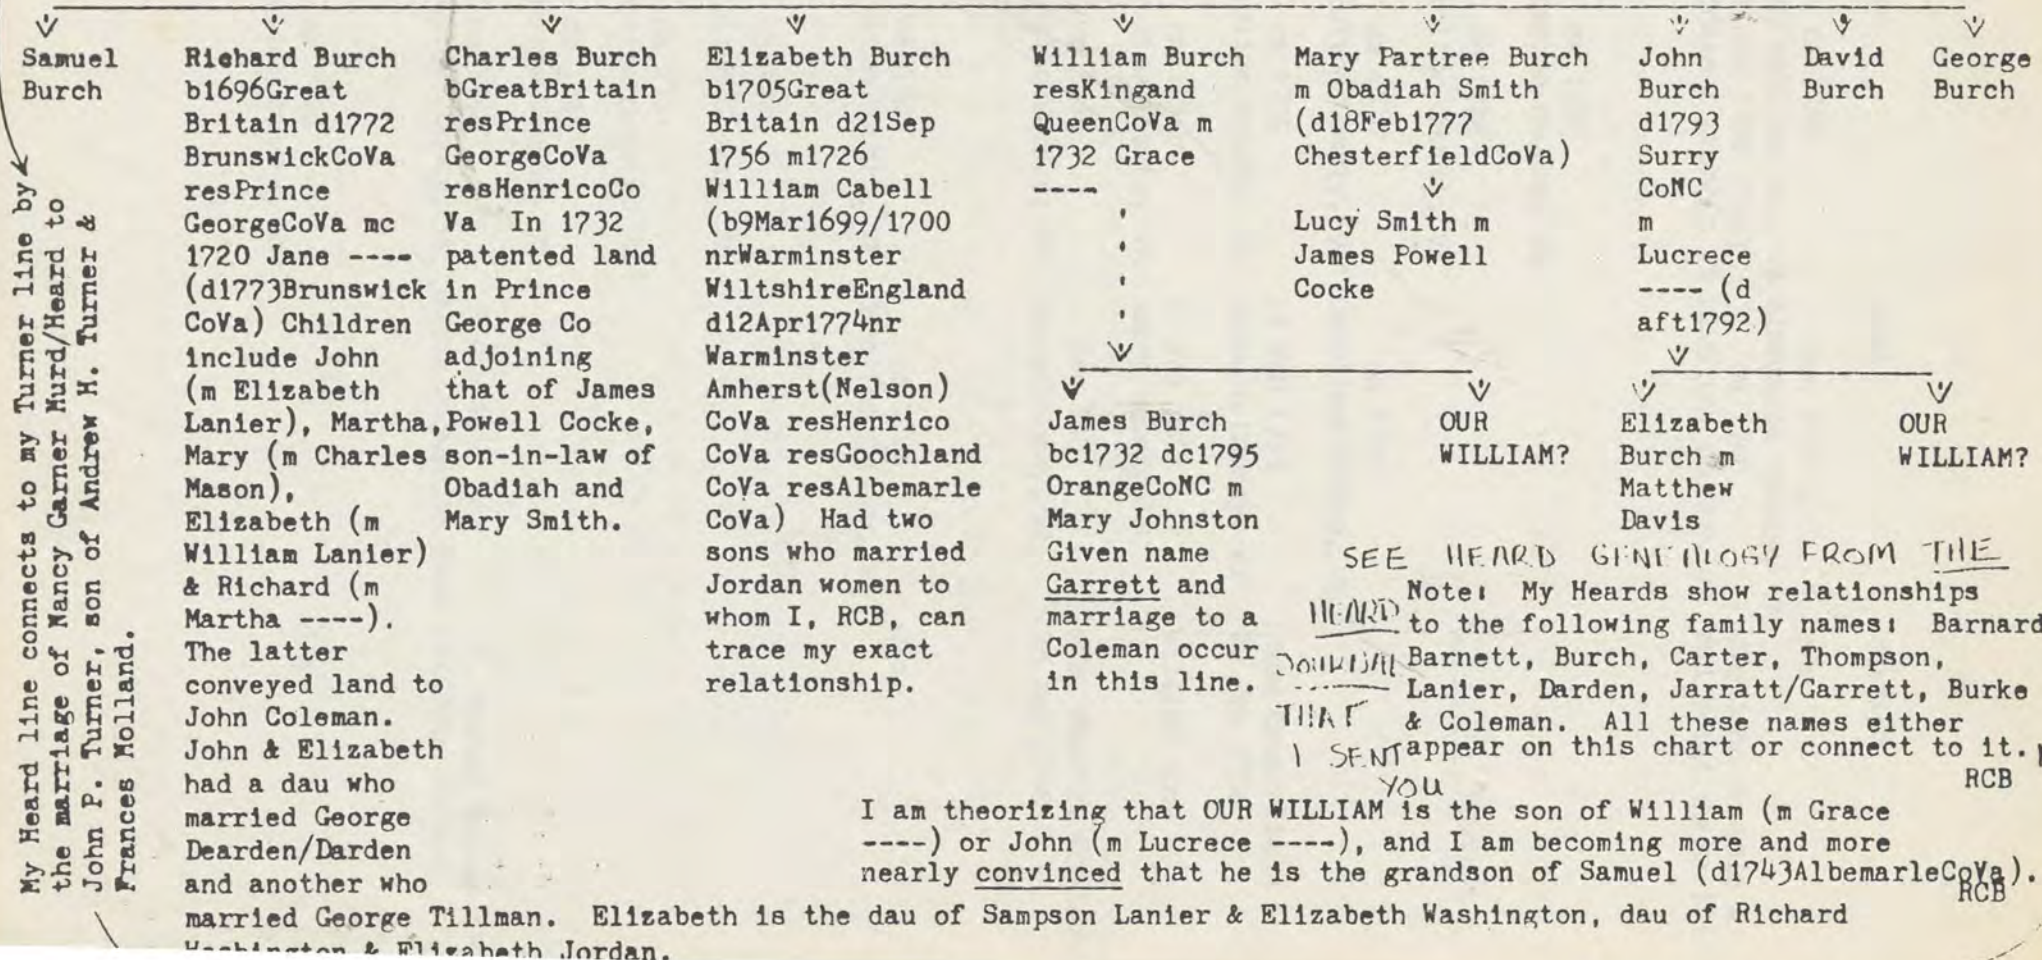 Samuel
Burch
Richard Burch
b1696Great
Britain d1772
BrunswickCoVa
resPrince
GeorgeCoVa mc
1720 Jane ----
(d1773Brunswick
CoVa) Children
include John
(m Elizabeth
Lanier), Martha,
Mary (m Charles
Mason),
Elizabeth (m
William Lanier)
& Richard (m
Martha ----).
The latter
conveyed land to
John Coleman.
John & Elizabeth
had a dau who
married George
Dearden/Darden
and another who
married George Tillman. Elizabeth is the dau of Sampson Lanier & Elizabeth Washington, dau of Richard
Washington & Elizabeth Jordan.
Charles Burch
bGreatBritain
resPrince
GeorgeCoVa
resHenricoCo
Va In 1732
patented land
in Prince
George Co
adjoining
that of James
Powell Cocke,
son-in-law of
Obadiah and
Mary Smith.
Elizabeth Burch
b1705Great
Britain d21Sep
1756 m1726
William Cabell
(b9Mar1699/1700
nrWarminster
WiltshireEngland
d12Apr1774nr
Warminster
Amherst(Nelson)
CoVa resHenrico
CoVa resGoochland
CoVa resAlbemarle
CoVa) Had two
sons who married
Jordan women to
whom I, RCB, can
trace my exact
relationship.
William Burch
resKingand
QueenCoVa m
1732 Grace
----
James Burch
bc1732 dc1795
OrangeCoNC m
Mary Johnston
Given name
Garrett and
marriage to a
Coleman occur
in this line.
OUR
WILLIAM?
Mary Partree Burch
m Obadiah Smith
(d18Feb1777
ChesterfieldCoVa)
Lucy Smith m
James Powell
Cocke
John
Burch
d1793
Surry
CoNC
m
Lucrece
---- (d
aft1792)
Elizabeth
Burch m
Matthew
Davis
OUR
WILLIAM?
David
Burch
George
Burch
SEE HEARD GENEALOGY FROM THE
HEARD
JOURNAL
THAT
I SENT
YOU
Note: My Heards show relationships
to the following family names: Barnard
Barnett, Burch, Carter, Thompson,
Lanier, Darden, Jarratt/Garrett, Burke
& Coleman. All these names either
appear on this chart or connect to it.
RCB
I am theorizing that OUR WILLIAM is the son of William (m Grace
----) or John (m Lucrece ----), and I am becoming more and more
nearly convinced that he is the grandson of Samuel (d1743AlbemarleCoVa).
RCB
My Heard line connects to my Turner line by
the marriage of Nancy Garner Hurd/Heard to
John P. Turner, son of Andrew H. Turner &
Frances Holland.